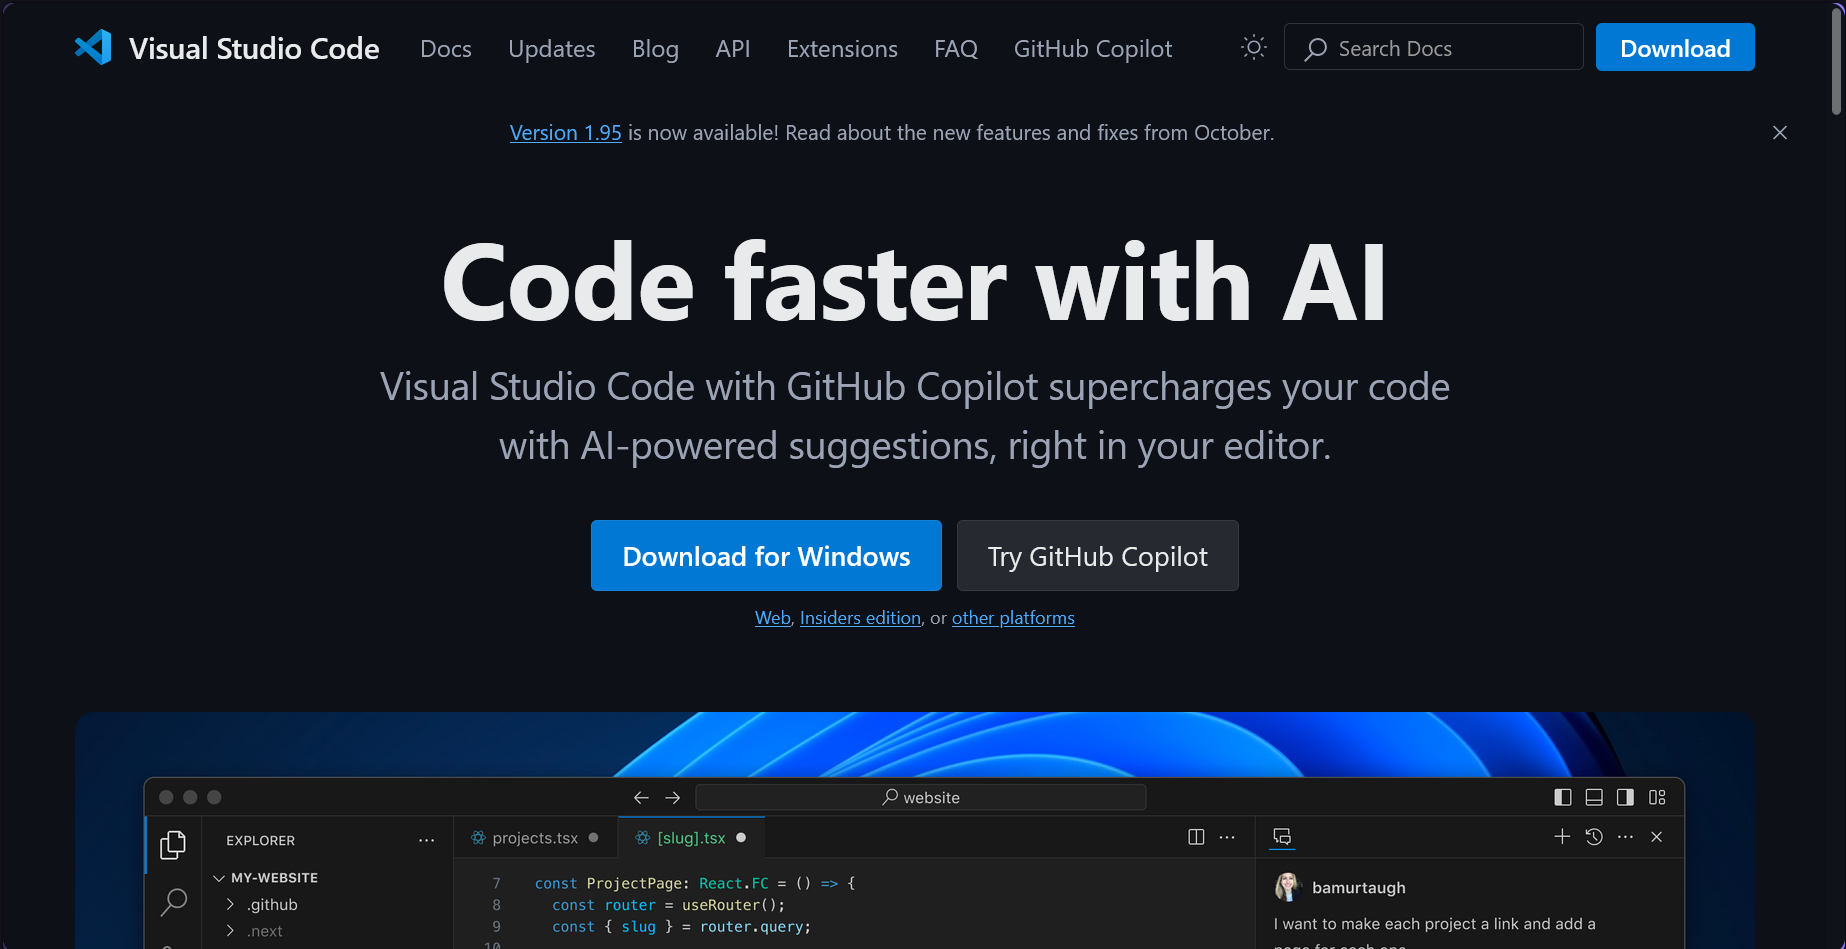 Visual Studio Code
Docs
Updates
Blog
API
Extensions
FAQ
GitHub Copilot
Search Docs
Download
Version 1.95 is now available! Read about the new features and fixes from October.
Code faster with AI
Visual Studio Code with GitHub Copilot supercharges your code
with AI-powered suggestions, right in your editor.
Download for Windows
Try GitHub Copilot
Web, Insiders edition, or other platforms
website
EXPLORER
projects.tsx
[slug].tsx
MY-WEBSITE
.github
.next
7 const ProjectPage: React.FC = () => {
8 const router = useRouter();
9 const { slug } = router.query;
10
bamurtaugh
I want to make each project a link and add a
page for each one